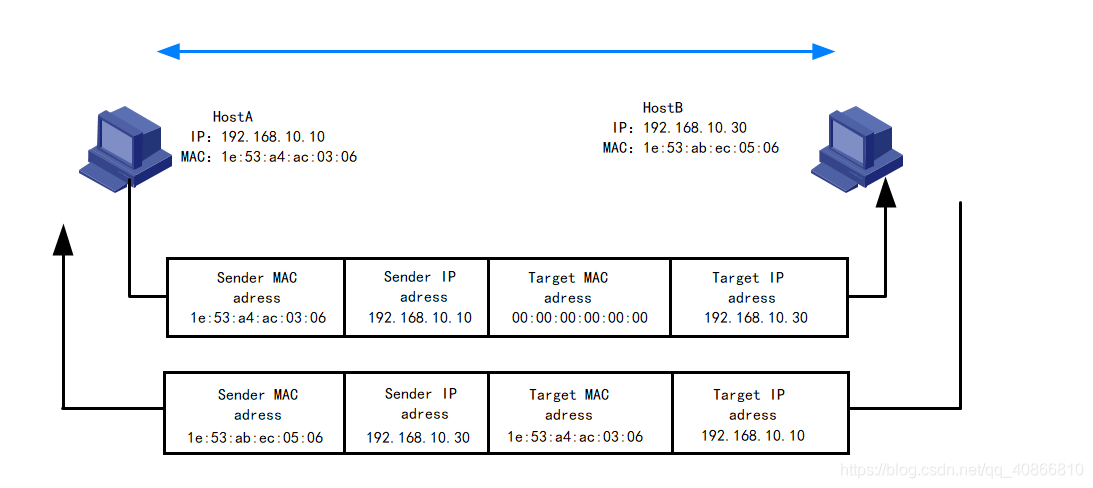 HostA
IP: 192.168.10.10
MAC: 1e:53:a4:ac:03:06
HostB
IP: 192.168.10.30
MAC: 1e:53:ab:ec:05:06
Sender MAC
adress
1e:53:a4:ac:03:06
Sender IP
adress
192.168.10.10
Target MAC
adress
00:00:00:00:00:00
Target IP
adress
192.168.10.30
Sender MAC
adress
1e:53:ab:ec:05:06
Sender IP
adress
192.168.10.30
Target MAC
adress
1e:53:a4:ac:03:06
Target IP
adress
192.168.10.10
https://blog.csdn.net/qq_40866810